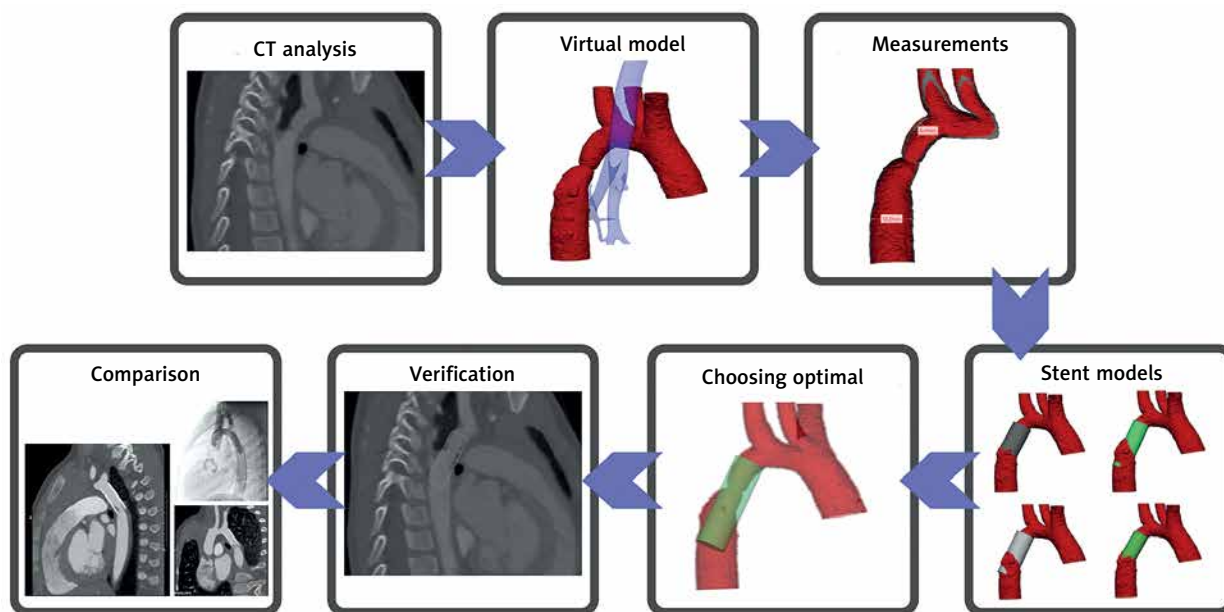 CT analysis
Virtual model
Measurements
Stent models
Choosing optimal
Verification
Comparison